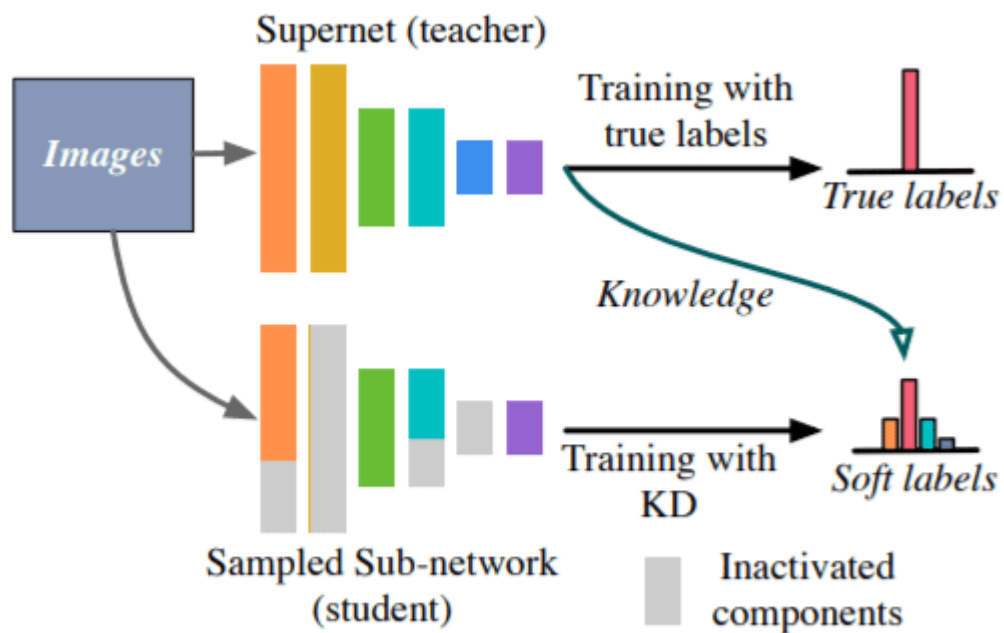 Supernet (teacher)
Images
Training with
true labels
True labels
Knowledge
Training with
KD
Soft labels
Sampled Sub-network
(student)
Inactivated
components